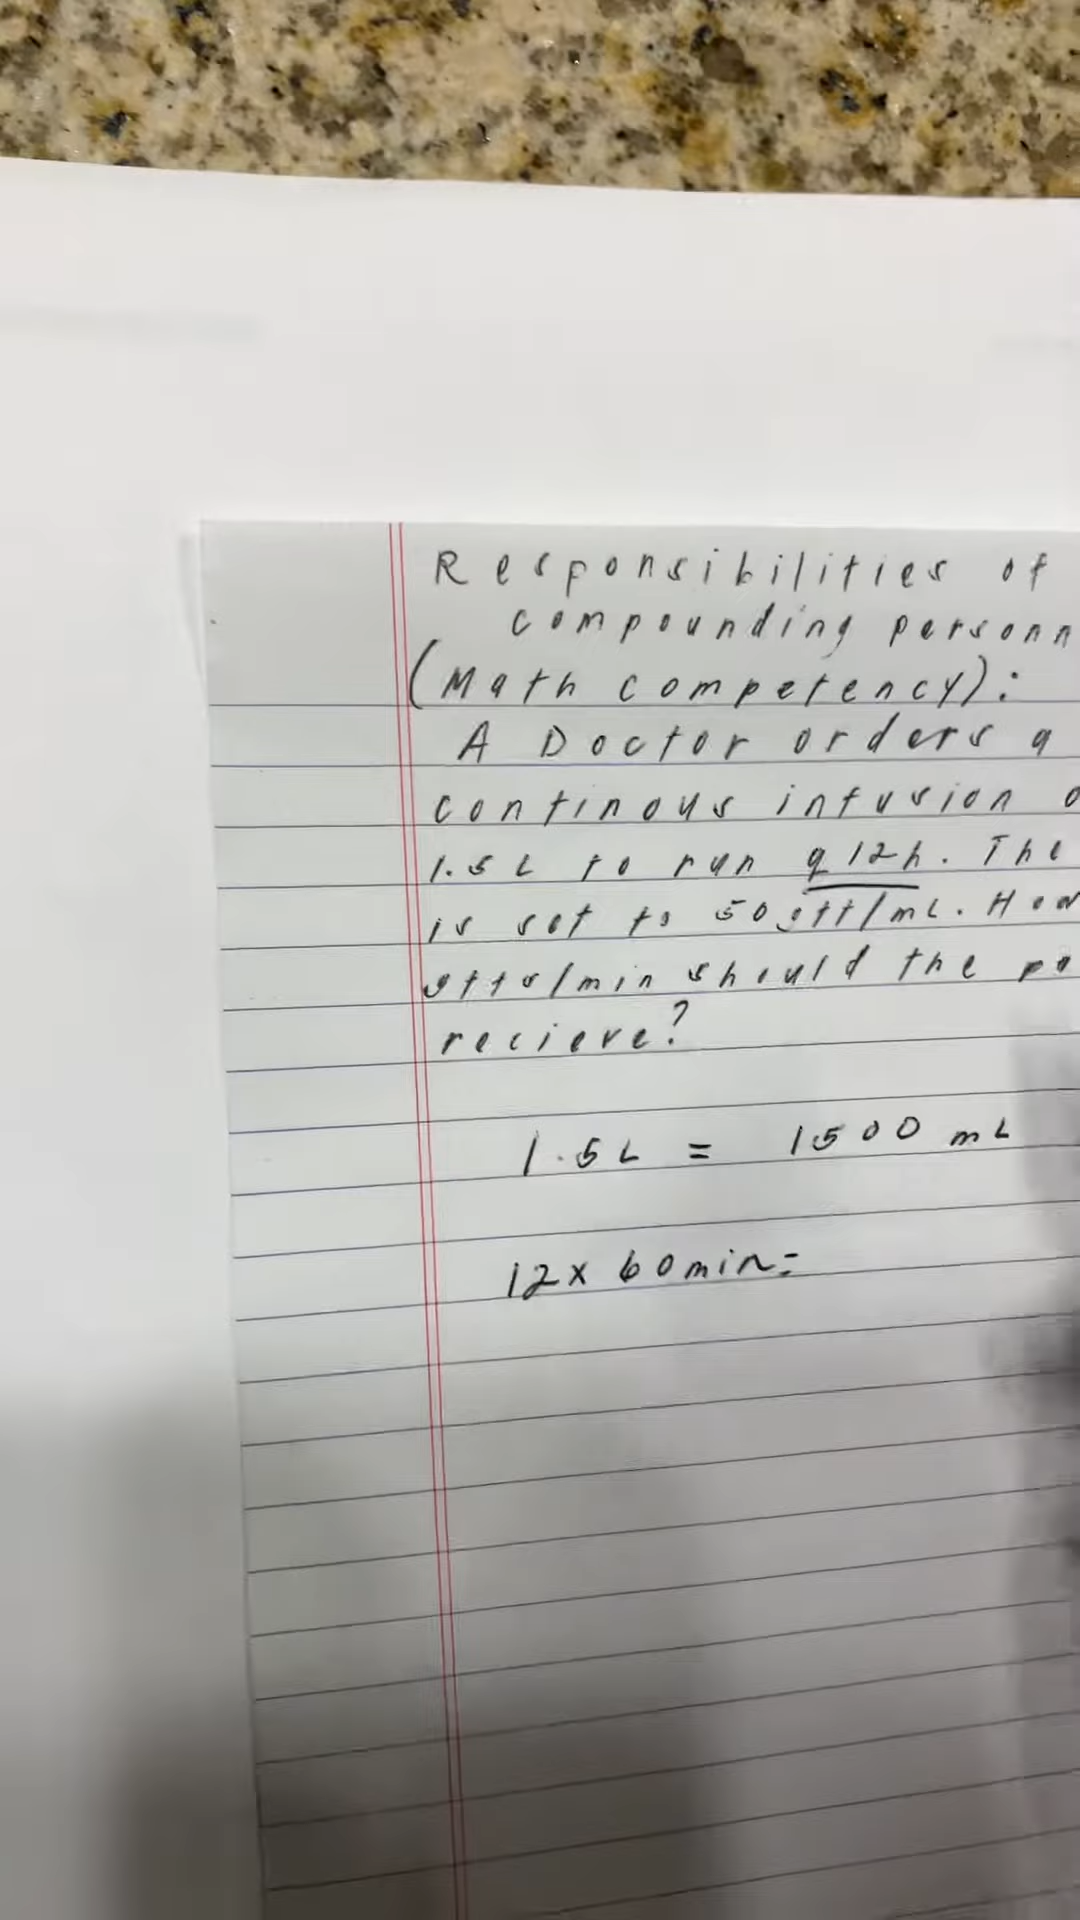 Responsibilities of
compounding personn
(Math competency):
A Doctor orders a
continous infusion o
1.5 L to run q12h. The
is set to 50gtt/mL. How
gtts/min should the pa
recieve?
1.5L = 1500 mL
12x 60min=